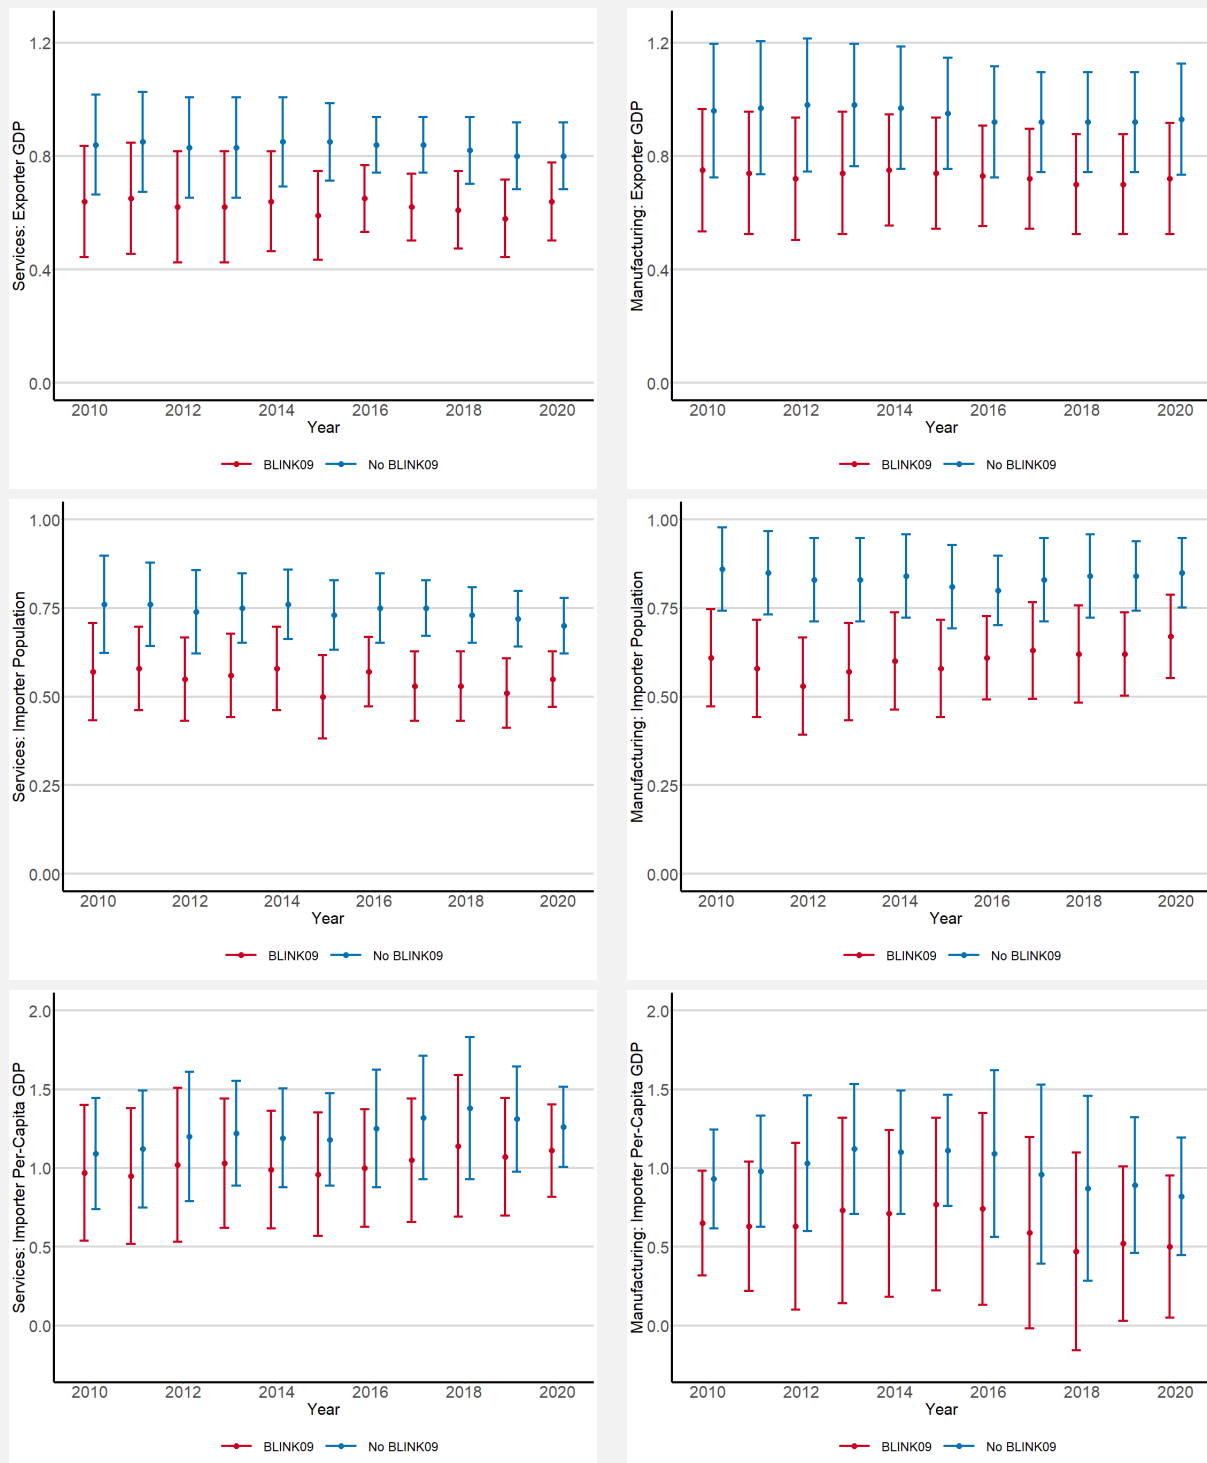 Services: Exporter GDP
1.2
0.8
0.4
0.0
2010 2012 2014 2016 2018 2020
Year
BLINK09 No BLINK09
Manufacturing: Exporter GDP
1.2
0.8
0.4
0.0
2010 2012 2014 2016 2018 2020
Year
BLINK09 No BLINK09
Services: Importer Population
1.00
0.75
0.50
0.25
0.00
2010 2012 2014 2016 2018 2020
Year
BLINK09 No BLINK09
Manufacturing: Importer Population
1.00
0.75
0.50
0.25
0.00
2010 2012 2014 2016 2018 2020
Year
BLINK09 No BLINK09
Services: Importer Per-Capita GDP
2.0
1.5
1.0
0.5
0.0
2010 2012 2014 2016 2018 2020
Year
BLINK09 No BLINK09
Manufacturing: Importer Per-Capita GDP
2.0
1.5
1.0
0.5
0.0
2010 2012 2014 2016 2018 2020
Year
BLINK09 No BLINK09